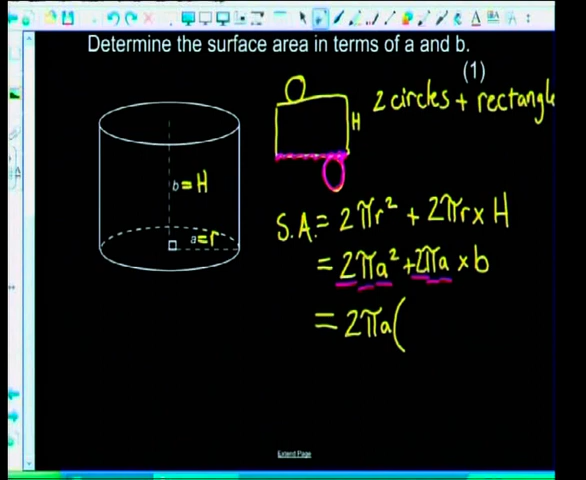 Determine the surface area in terms of a and b.
(1)
2 circles + rectangle
H
b = H
a = r
S.A. = 2πr² + 2πr x H
= 2πa² + 2πa x b
= 2πa(
Extend Page